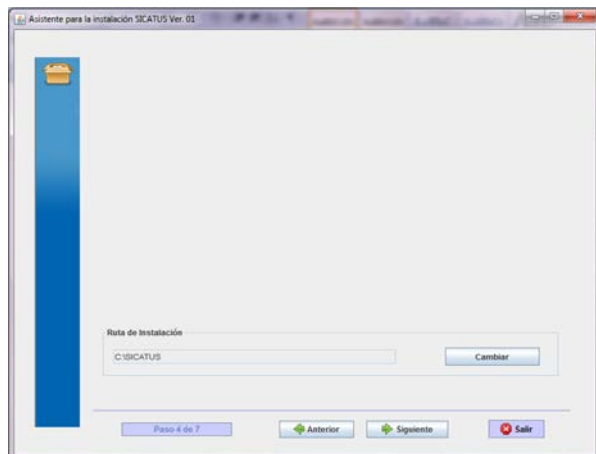 Asistente para la instalación SICATUS Ver. 01
Ruta de Instalación
C:\SICATUS
Cambiar
Paso 4 de 7
Anterior
Siguiente
Salir